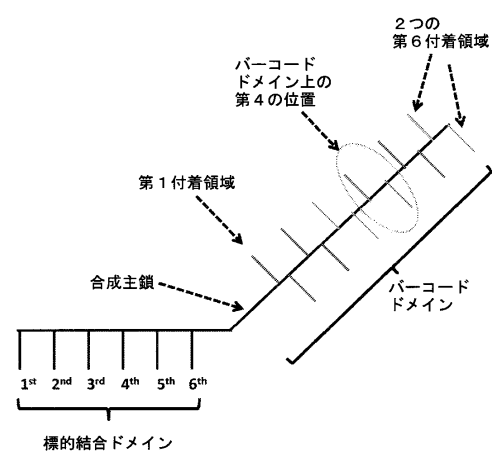 ２つの
第６付着領域
バーコード
ドメイン上の
第４の位置
第１付着領域
合成主鎖
バーコード
ドメイン
1st 2nd 3rd 4th 5th 6th
標的結合ドメイン